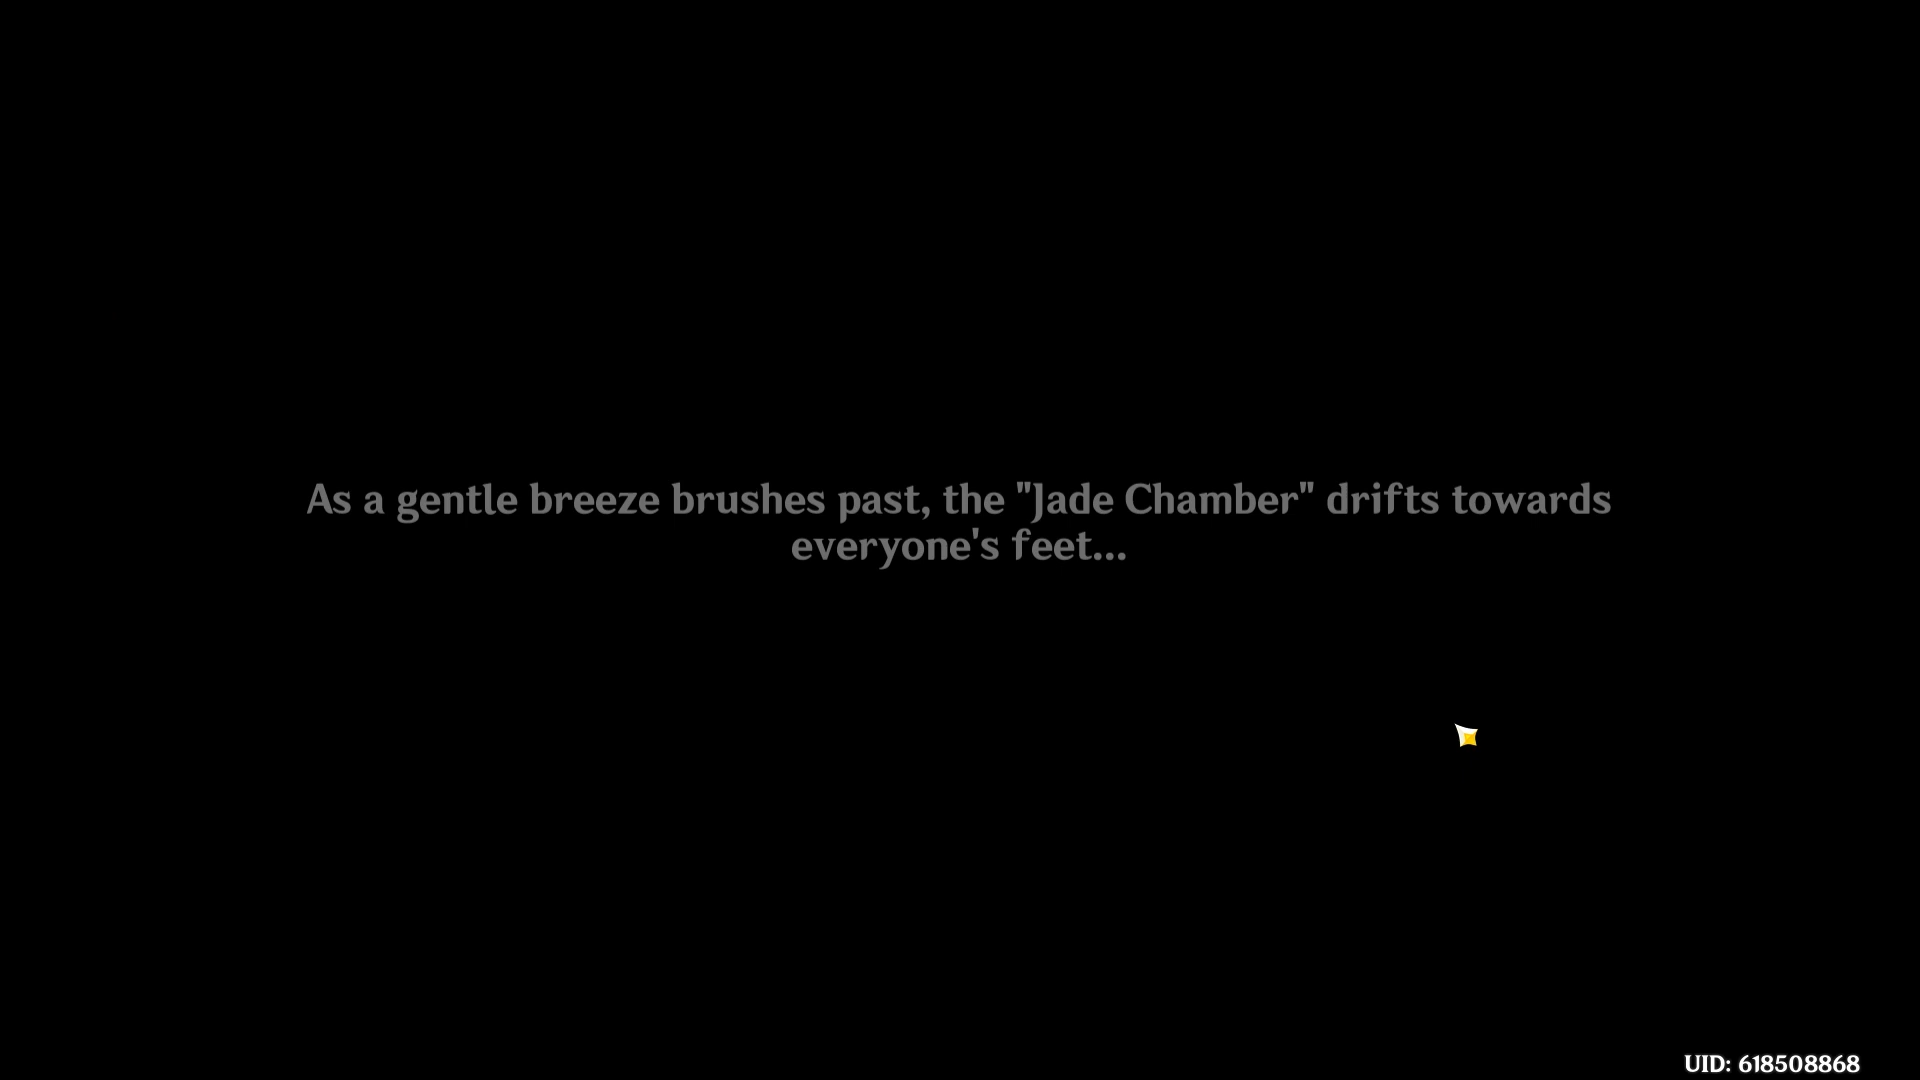 As a gentle breeze brushes past, the "Jade Chamber" drifts towards
everyone's feet...
UID: 618508868